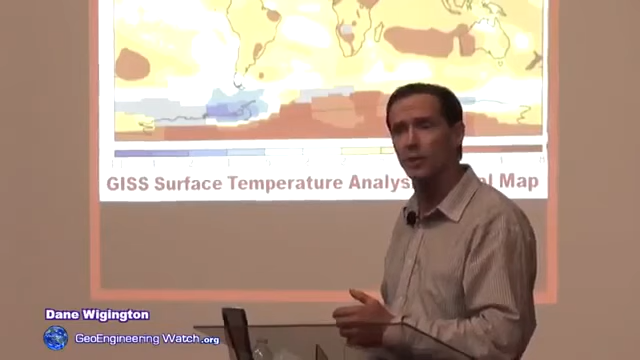 GISS Surface Temperature Analysis Map
Dane Wigington
GeoEngineering Watch.org